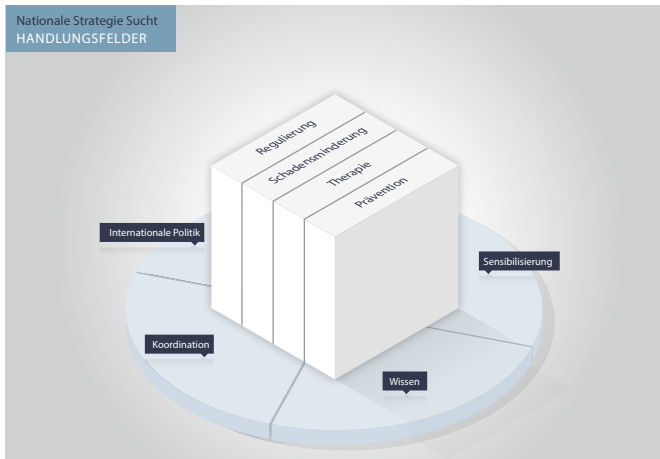 Nationale Strategie Sucht
HANDLUNGSFELDER
Regulierung
Schadensminderung
Therapie
Prävention
Internationale Politik
Sensibilisierung
Koordination
Wissen